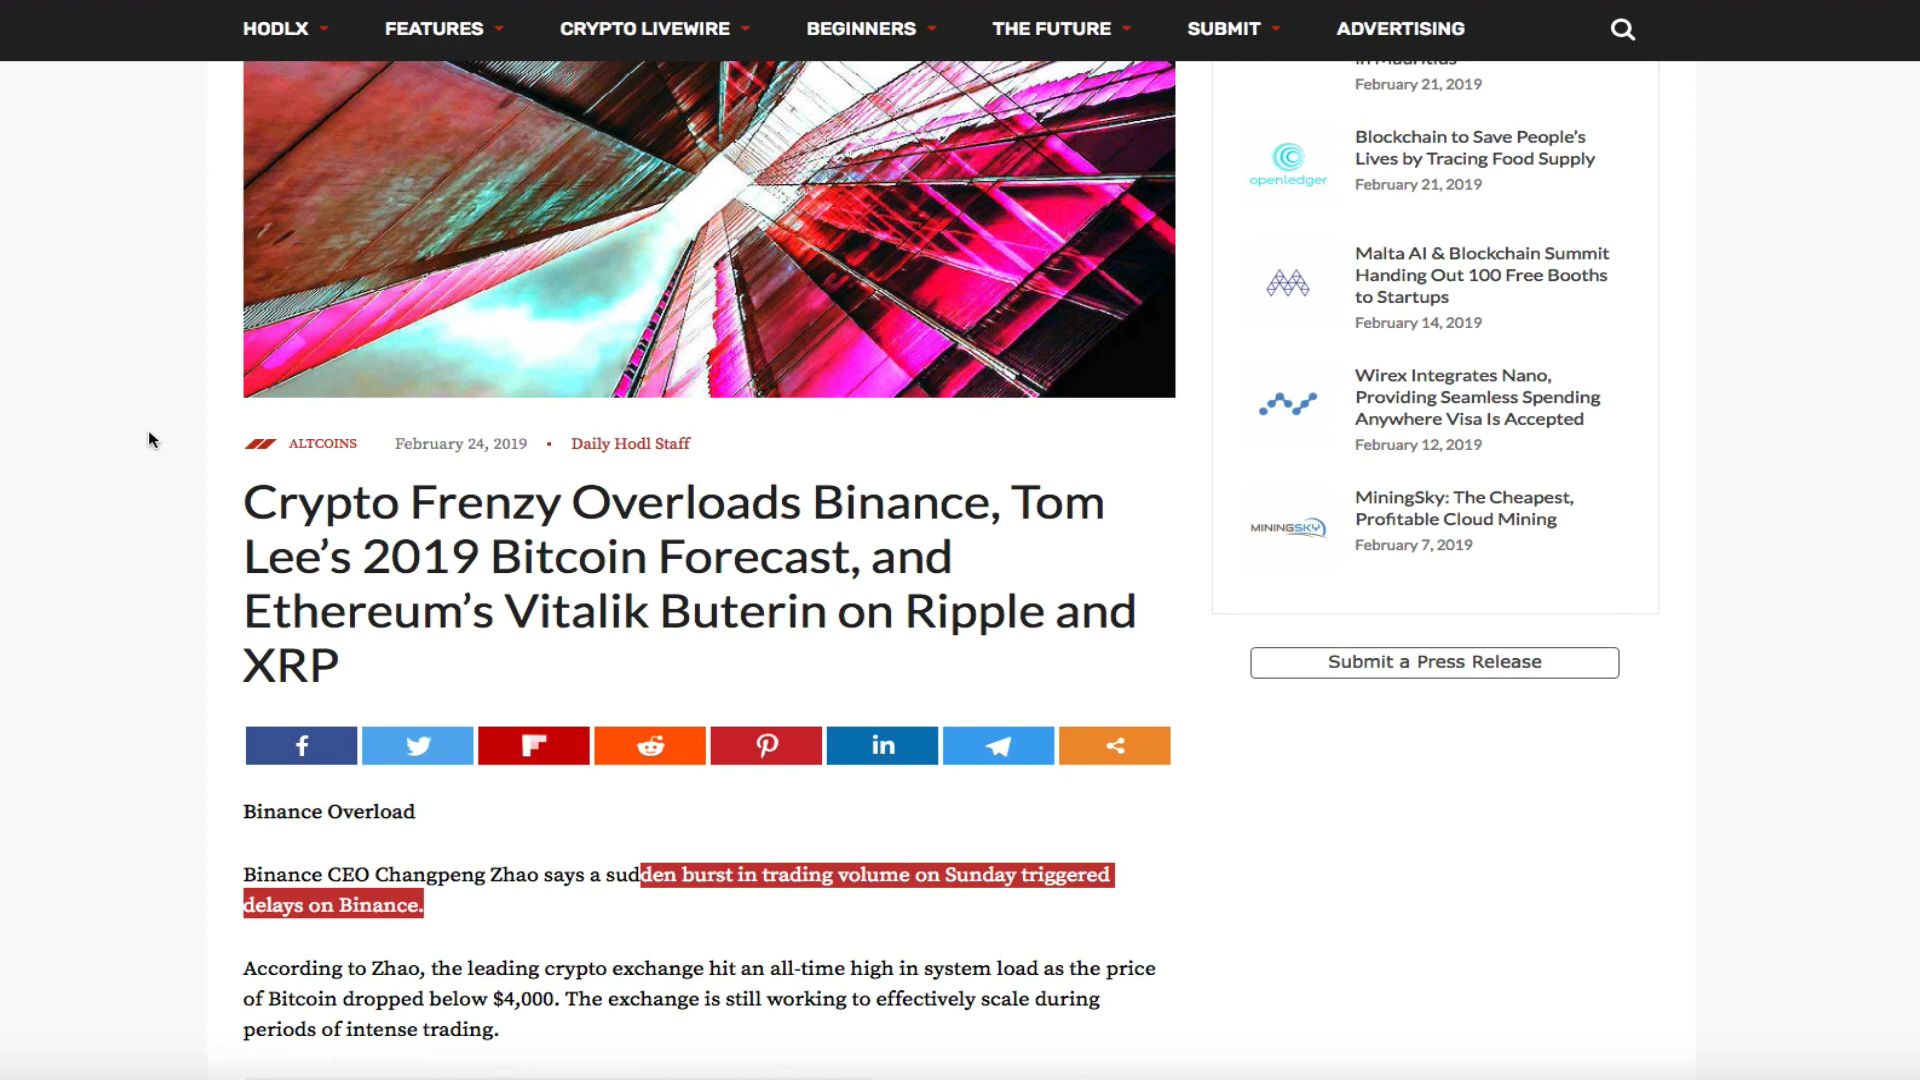 HODLX
FEATURES
CRYPTO LIVEWIRE
BEGINNERS
THE FUTURE
SUBMIT
ADVERTISING
ALTCOINS
February 24, 2019 • Daily Hodl Staff
Crypto Frenzy Overloads Binance, Tom
Lee’s 2019 Bitcoin Forecast, and
Ethereum’s Vitalik Buterin on Ripple and
XRP
Binance Overload
Binance CEO Changpeng Zhao says a sudden burst in trading volume on Sunday triggered
delays on Binance.
According to Zhao, the leading crypto exchange hit an all-time high in system load as the price
of Bitcoin dropped below $4,000. The exchange is still working to effectively scale during
periods of intense trading.
in Mauritius
February 21, 2019
openledger
Blockchain to Save People’s
Lives by Tracing Food Supply
February 21, 2019
Malta AI & Blockchain Summit
Handing Out 100 Free Booths
to Startups
February 14, 2019
Wirex Integrates Nano,
Providing Seamless Spending
Anywhere Visa Is Accepted
February 12, 2019
MININGSKY
MiningSky: The Cheapest,
Profitable Cloud Mining
February 7, 2019
Submit a Press Release